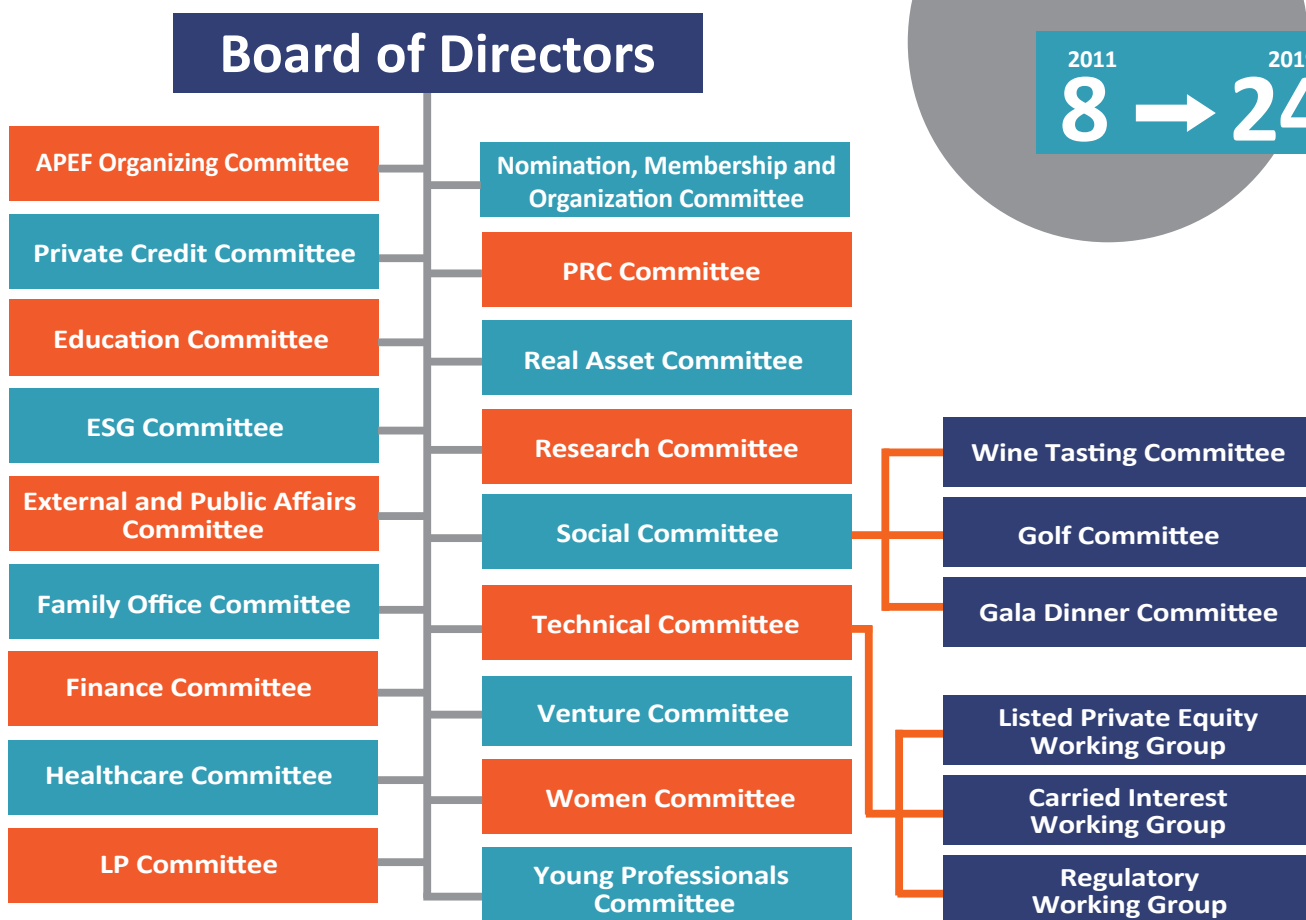 Board of Directors
2011
8
24
APEF Organizing Committee
Private Credit Committee
Education Committee
ESG Committee
External and Public Affairs
Committee
Family Office Committee
Finance Committee
Healthcare Committee
LP Committee
Nomination, Membership and
Organization Committee
PRC Committee
Real Asset Committee
Research Committee
Social Committee
Technical Committee
Venture Committee
Women Committee
Young Professionals
Committee
Wine Tasting Committee
Golf Committee
Gala Dinner Committee
Listed Private Equity
Working Group
Carried Interest
Working Group
Regulatory
Working Group